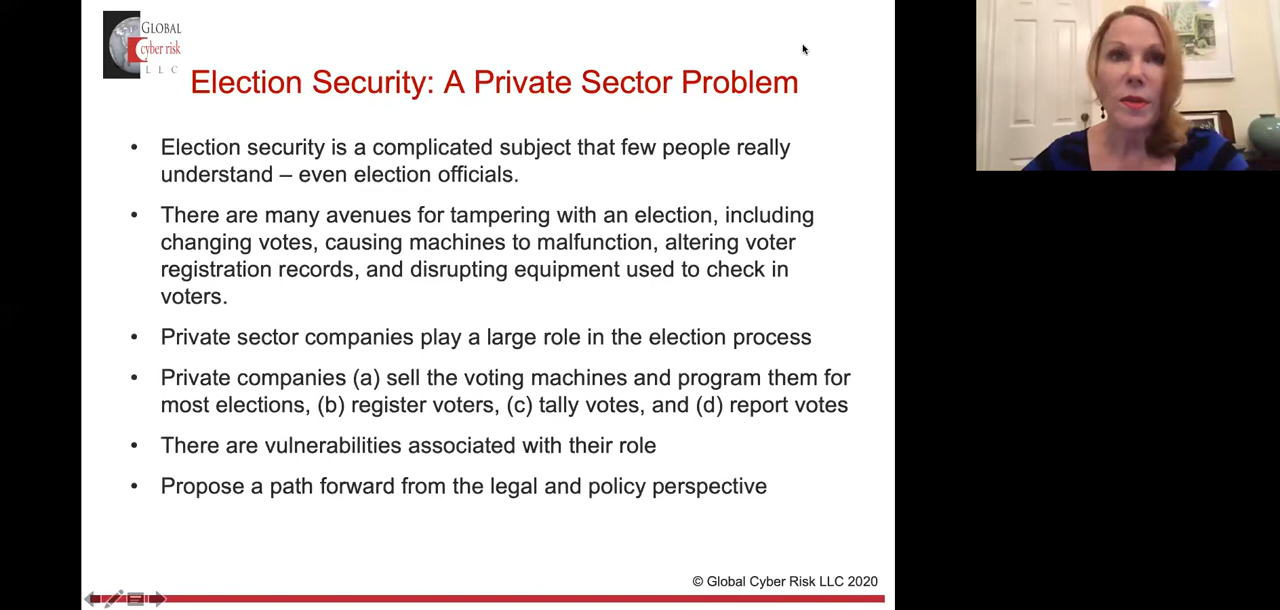 GLOBAL
cyber risk
LLC
Election Security: A Private Sector Problem
• Election security is a complicated subject that few people really
understand – even election officials.
• There are many avenues for tampering with an election, including
changing votes, causing machines to malfunction, altering voter
registration records, and disrupting equipment used to check in
voters.
• Private sector companies play a large role in the election process
• Private companies (a) sell the voting machines and program them for
most elections, (b) register voters, (c) tally votes, and (d) report votes
• There are vulnerabilities associated with their role
• Propose a path forward from the legal and policy perspective
© Global Cyber Risk LLC 2020